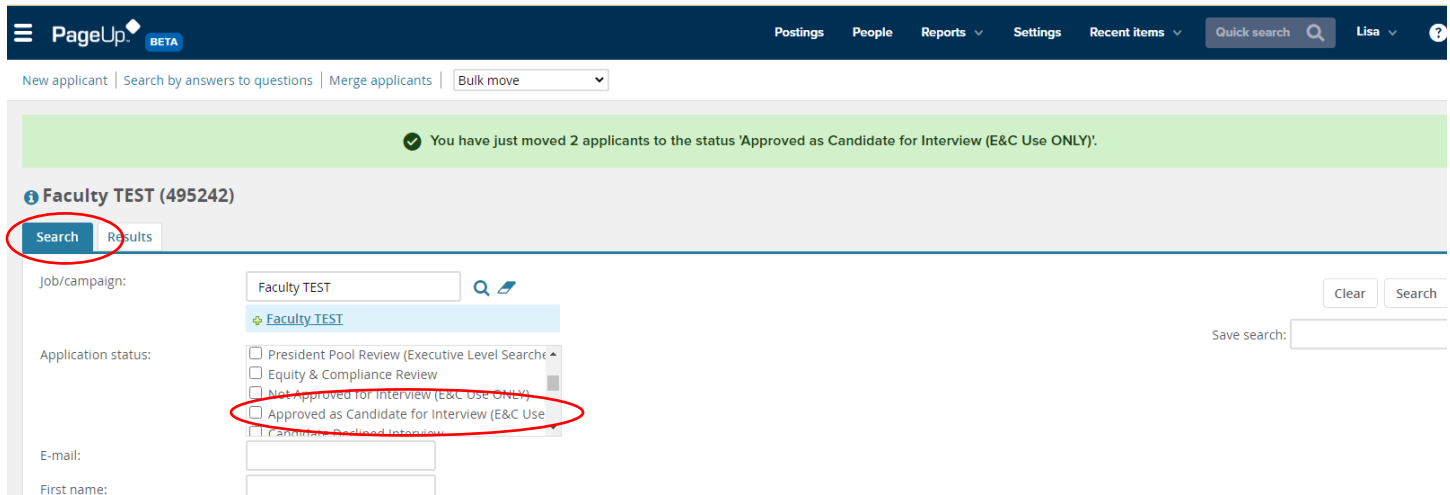 PageUp. BETA Postings People Reports Settings Recent items Quick search Lisa ?
New applicant | Search by answers to questions | Merge applicants | Bulk move
You have just moved 2 applicants to the status 'Approved as Candidate for Interview (E&C Use ONLY)'.
Faculty TEST (495242)
Search Results
Job/campaign: Faculty TEST
Clear Search
Faculty TEST
Save search:
Application status: President Pool Review (Executive Level Searche
Equity & Compliance Review
Not Approved for Interview (E&C Use ONLY)
Approved as Candidate for Interview (E&C Use
Candidate Declined Interview
E-mail:
First name: